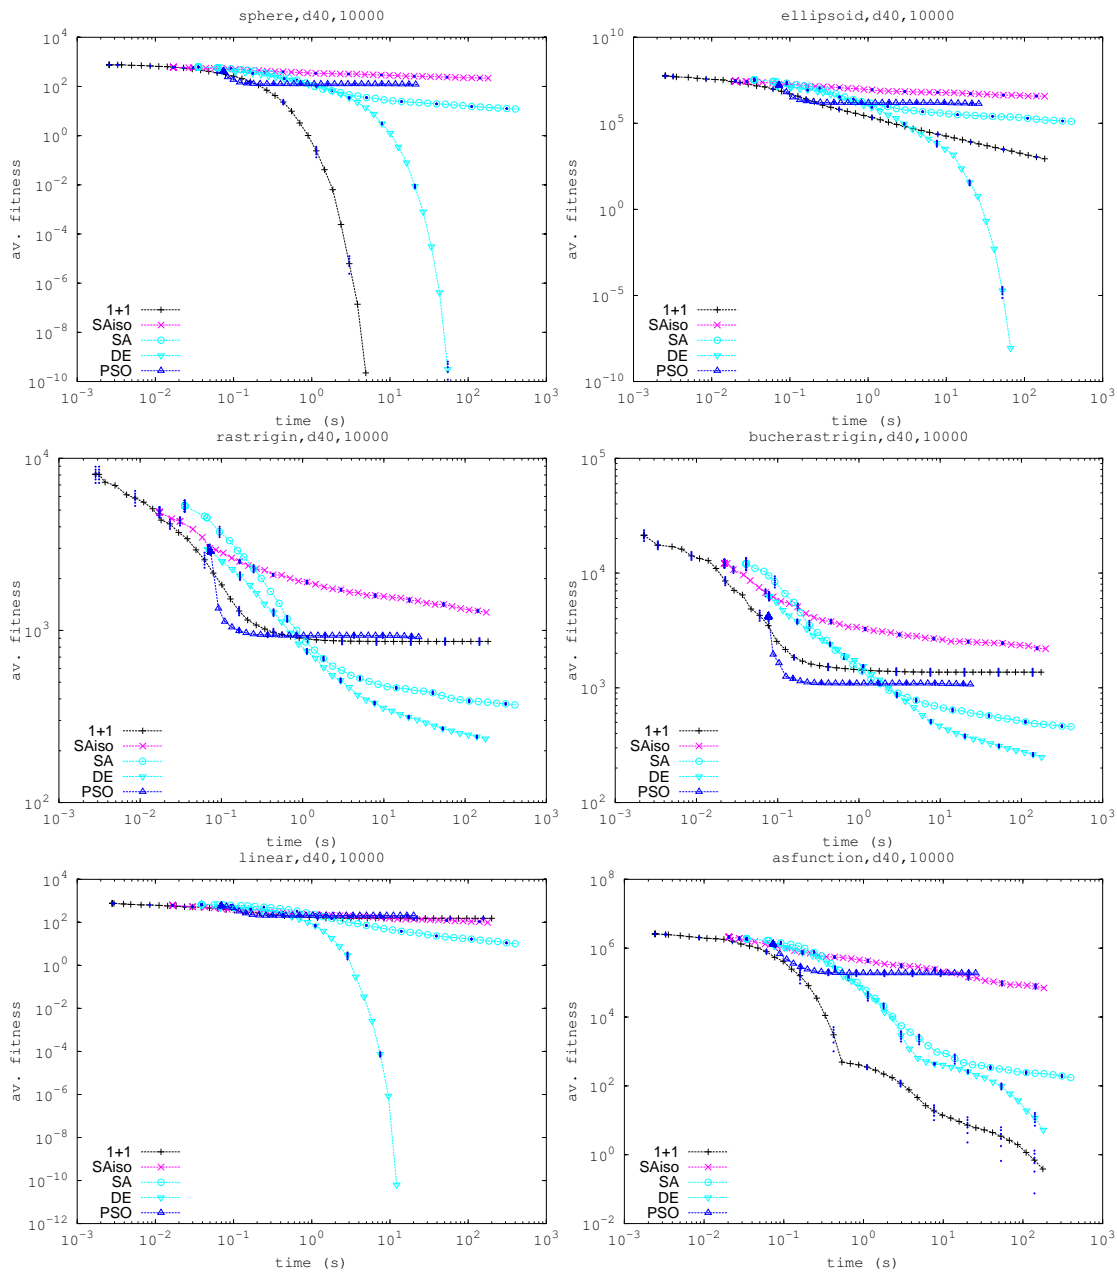 sphere,d40,10000
av. fitness
10^4
10^2
10^0
10^-2
10^-4
10^-6
10^-8
10^-10
1+1
SAiso
SA
DE
PSO
10^-3 10^-2 10^-1 10^0 10^1 10^2 10^3
time (s)
ellipsoid,d40,10000
av. fitness
10^10
10^5
10^0
10^-5
10^-10
1+1
SAiso
SA
DE
PSO
10^-3 10^-2 10^-1 10^0 10^1 10^2 10^3
time (s)
rastrigin,d40,10000
av. fitness
10^4
10^3
10^2
1+1
SAiso
SA
DE
PSO
10^-3 10^-2 10^-1 10^0 10^1 10^2 10^3
time (s)
bucherastrigin,d40,10000
av. fitness
10^5
10^4
10^3
10^2
1+1
SAiso
SA
DE
PSO
10^-3 10^-2 10^-1 10^0 10^1 10^2 10^3
time (s)
linear,d40,10000
av. fitness
10^4
10^2
10^0
10^-2
10^-4
10^-6
10^-8
10^-10
10^-12
1+1
SAiso
SA
DE
PSO
10^-3 10^-2 10^-1 10^0 10^1 10^2 10^3
time (s)
asfunction,d40,10000
av. fitness
10^8
10^6
10^4
10^2
10^0
10^-2
1+1
SAiso
SA
DE
PSO
10^-3 10^-2 10^-1 10^0 10^1 10^2 10^3
time (s)